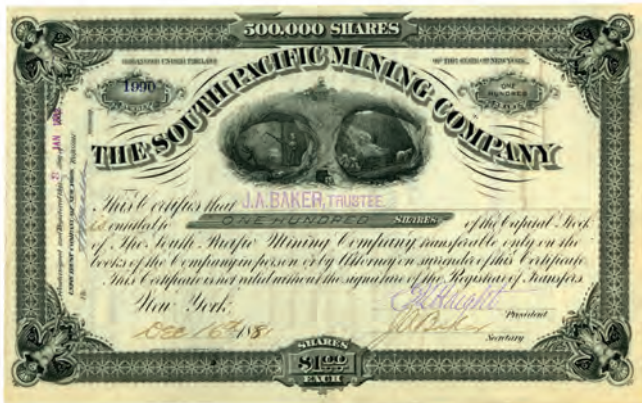 500.000 SHARES
ORGANIZED UNDER THE LAWS OF THE STATE OF NEW YORK.
1990
ONE
HUNDRED
THE SOUTH PACIFIC MINING COMPANY
This Certifies that J.A. BAKER, TRUSTEE.
is entitled to ONE HUNDRED SHARES of the Capital Stock
of The South Pacific Mining Company, transferable only on the
books of the Company in person or by Attorney on surrender of this Certificate.
This Certificate is not valid without the signature of the Registrar of Transfers.
New York,
Dec 16th 1881
President
J A Baker
Secretary
SHARES
$1.00
EACH
JAN